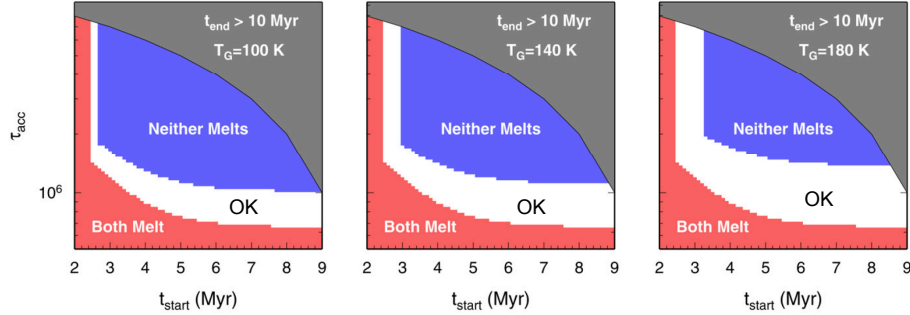 t_end > 10 Myr
T_G=100 K
Neither Melts
OK
Both Melt
τ_acc
10^6
2 3 4 5 6 7 8 9
t_start (Myr)
t_end > 10 Myr
T_G=140 K
Neither Melts
OK
Both Melt
2 3 4 5 6 7 8 9
t_start (Myr)
t_end > 10 Myr
T_G=180 K
Neither Melts
OK
Both Melt
2 3 4 5 6 7 8 9
t_start (Myr)